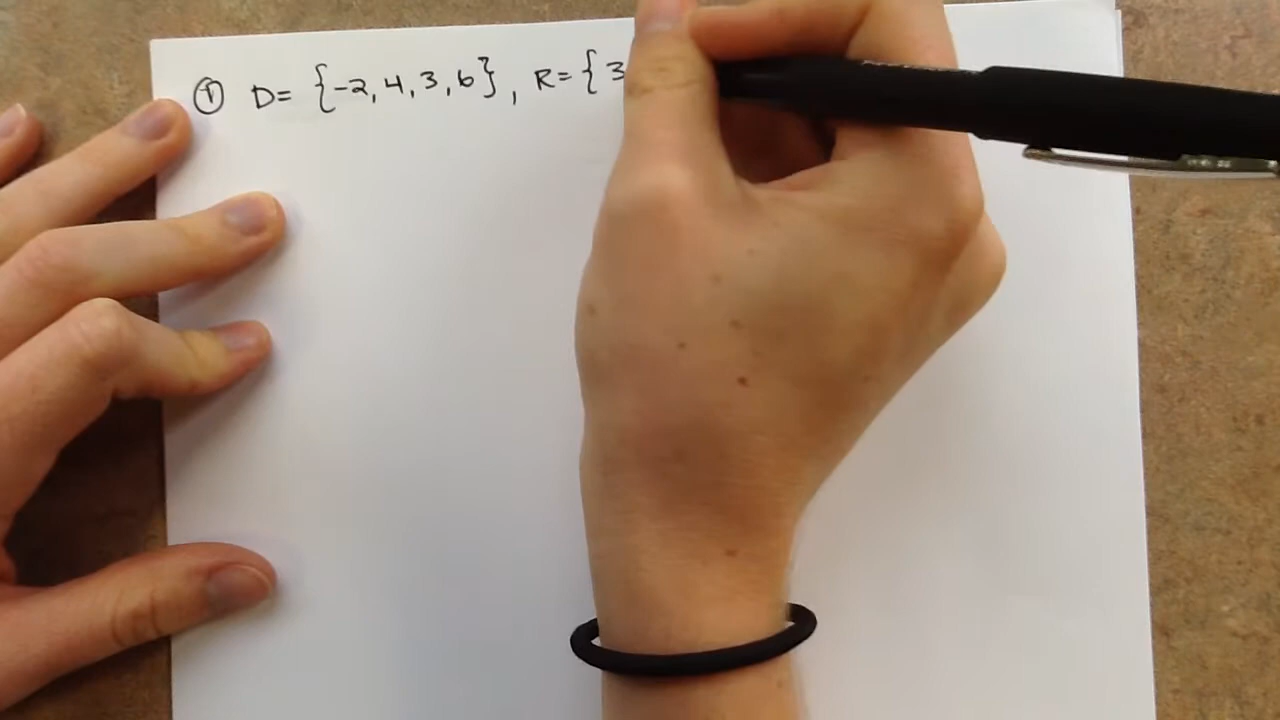 ① D= {-2, 4, 3, 6}, R= {3